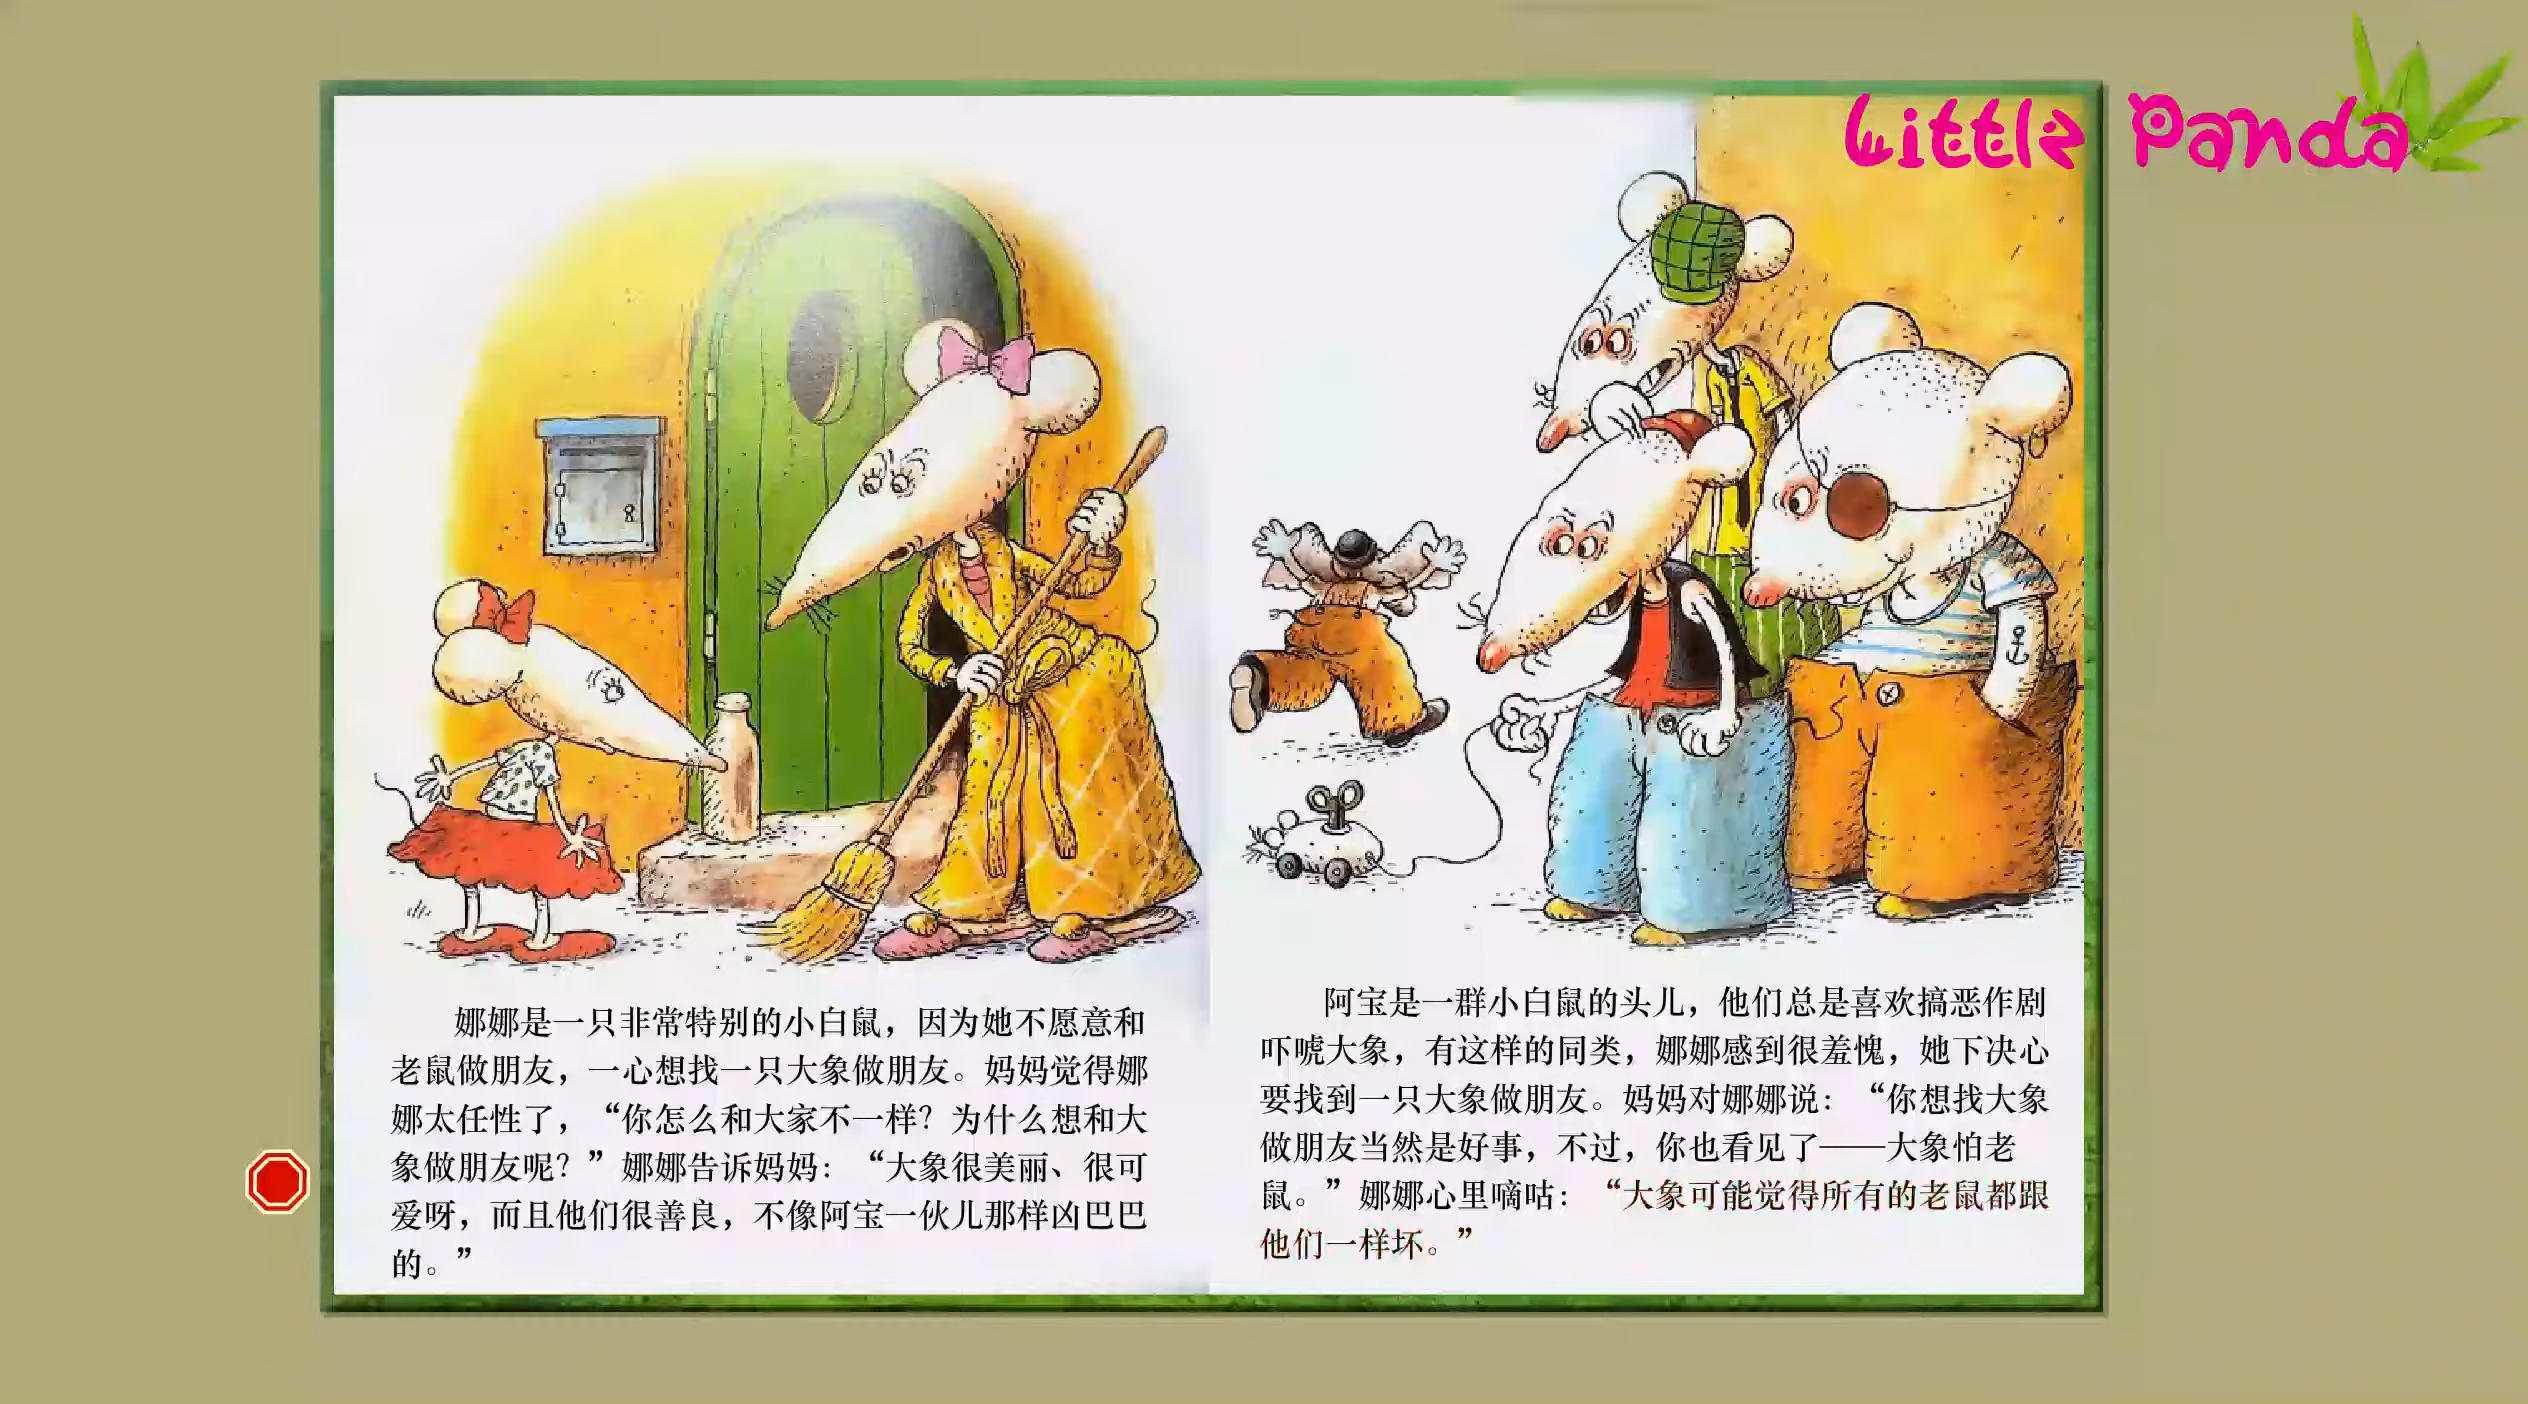 Little Panda
娜娜是一只非常特别的小白鼠，因为她不愿意和
老鼠做朋友，一心想找一只大象做朋友。妈妈觉得娜
娜太任性了，“你怎么和大家不一样？为什么想和大
象做朋友呢？”娜娜告诉妈妈：“大象很美丽、很可
爱呀，而且他们很善良，不像阿宝一伙儿那样凶巴巴
的。”
阿宝是一群小白鼠的头儿，他们总是喜欢搞恶作剧
吓唬大象，有这样的同类，娜娜感到很羞愧，她下决心
要找到一只大象做朋友。妈妈对娜娜说：“你想找大象
做朋友当然是好事，不过，你也看见了——大象怕老
鼠。”娜娜心里嘀咕：“大象可能觉得所有的老鼠都跟
他们一样坏。”